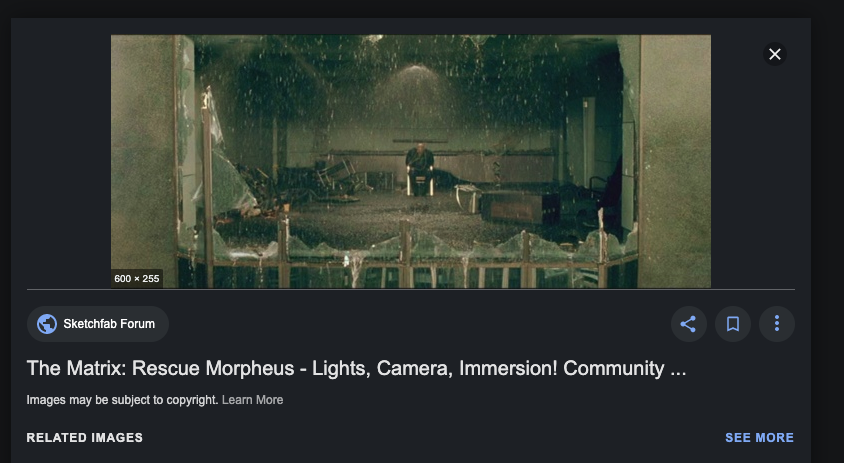 600 × 255
Sketchfab Forum
The Matrix: Rescue Morpheus - Lights, Camera, Immersion! Community ...
Images may be subject to copyright. Learn More
RELATED IMAGES
SEE MORE